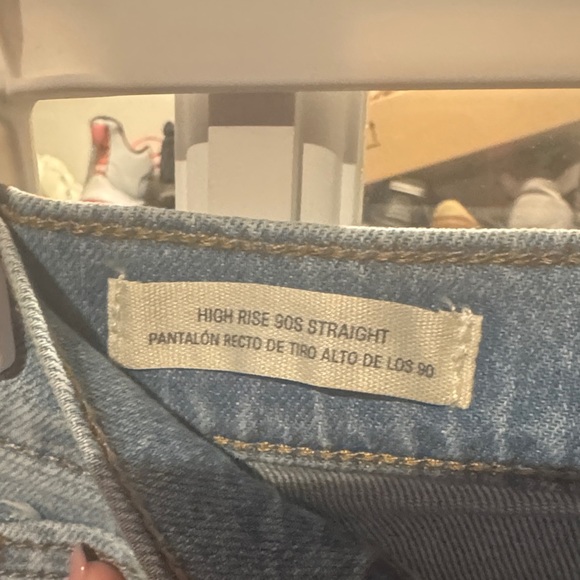 HIGH RISE 90S STRAIGHT
PANTALÓN RECTO DE TIRO ALTO DE LOS 90